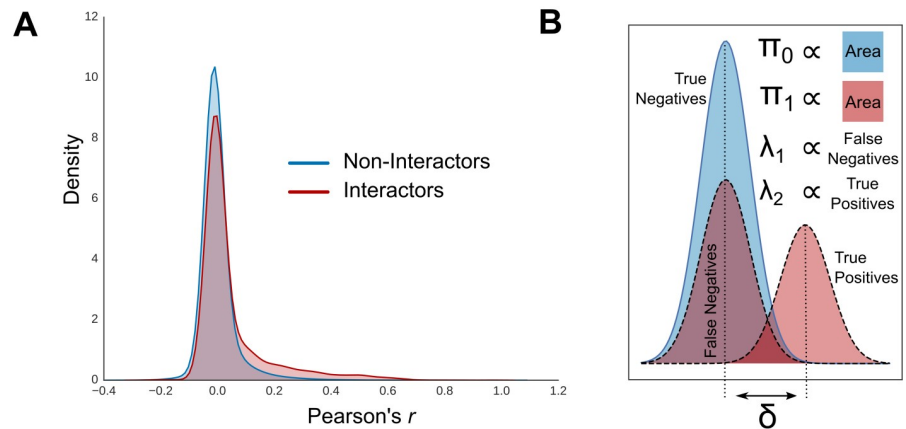 A
12
10
8
6
4
2
0
Density
−0.4
−0.2
0.0
0.2
0.4
0.6
0.8
1.0
1.2
Pearson's r
Non-Interactors
Interactors
B
True
Negatives
π0 ∝ Area
π1 ∝ Area
λ1 ∝ False
Negatives
λ2 ∝ True
Positives
False Negatives
True
Positives
δ